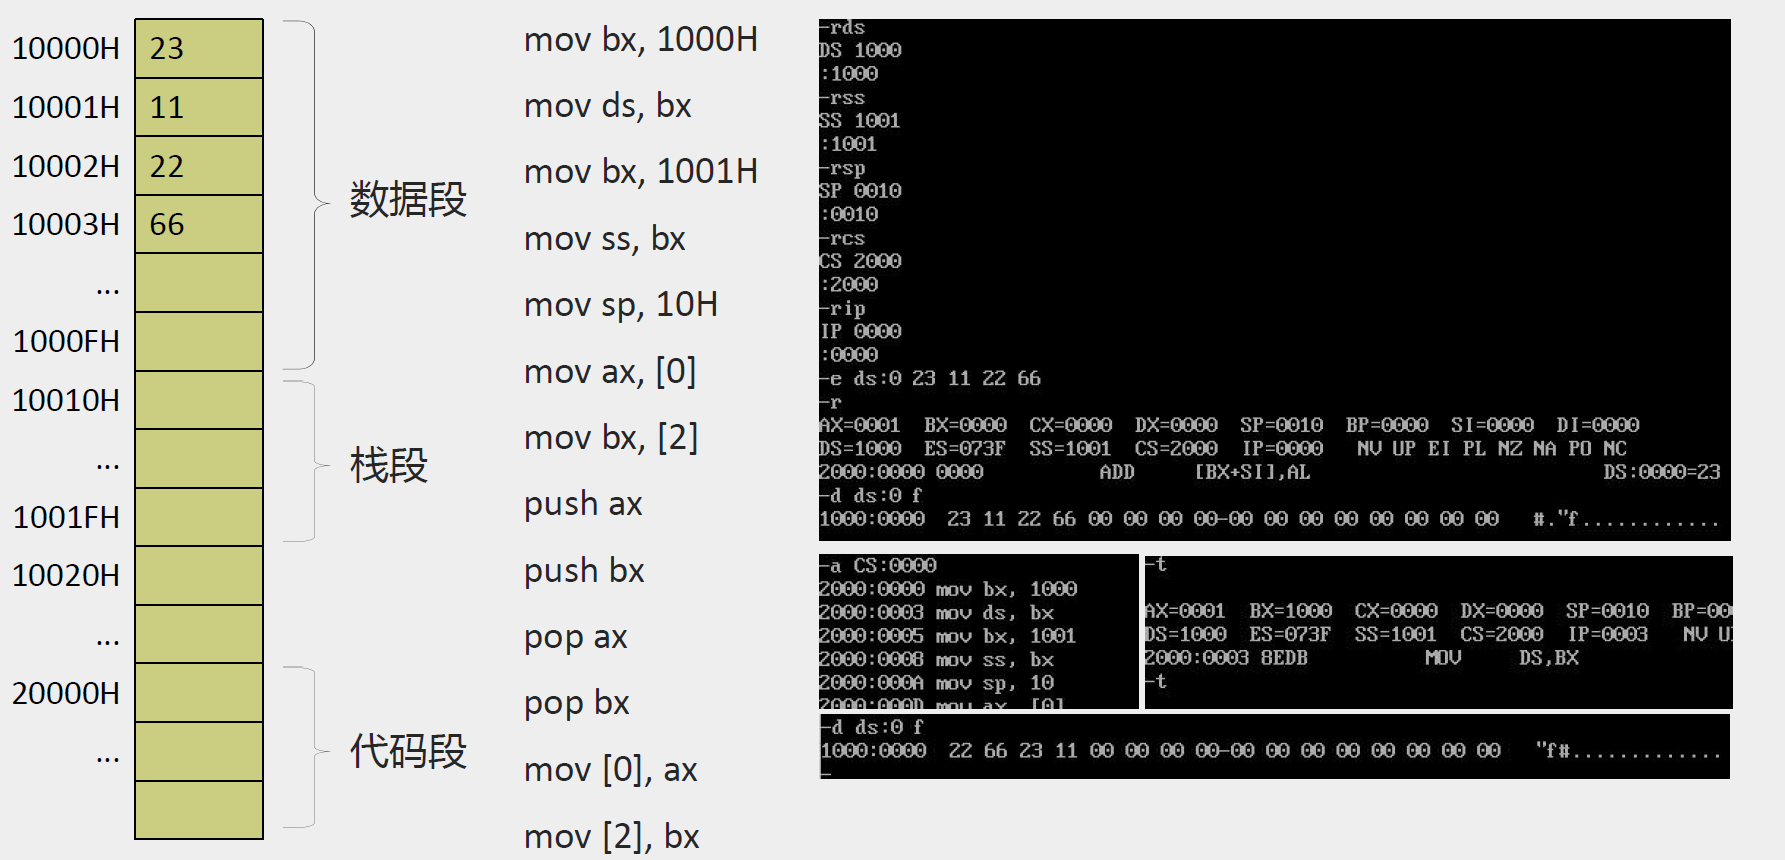 10000H 23
10001H 11
10002H 22
10003H 66
...
1000FH
10010H
...
1001FH
10020H
...
20000H
...
数据段
栈段
代码段
mov bx, 1000H
mov ds, bx
mov bx, 1001H
mov ss, bx
mov sp, 10H
mov ax, [0]
mov bx, [2]
push ax
push bx
pop ax
pop bx
mov [0], ax
mov [2], bx
-rds
DS 1000
:1000
-rss
SS 1001
:1001
-rsp
SP 0010
:0010
-rcs
CS 2000
:2000
-rip
IP 0000
:0000
-e ds:0 23 11 22 66
-r
AX=0001 BX=0000 CX=0000 DX=0000 SP=0010 BP=0000 SI=0000 DI=0000
DS=1000 ES=073F SS=1001 CS=2000 IP=0000 NV UP EI PL NZ NA PO NC
2000:0000 0000 ADD [BX+SI],AL DS:0000=23
-d ds:0 f
1000:0000 23 11 22 66 00 00 00 00-00 00 00 00 00 00 00 00 #."f............
-a CS:0000
2000:0000 mov bx, 1000
2000:0003 mov ds, bx
2000:0005 mov bx, 1001
2000:0008 mov ss, bx
2000:000A mov sp, 10
2000:000D mov ax, [0]
-t
AX=0001 BX=1000 CX=0000 DX=0000 SP=0010 BP=00
DS=1000 ES=073F SS=1001 CS=2000 IP=0003 NV U
2000:0003 8EDB MOV DS,BX
-t
-d ds:0 f
1000:0000 22 66 23 11 00 00 00 00-00 00 00 00 00 00 00 00 "f#.............
-